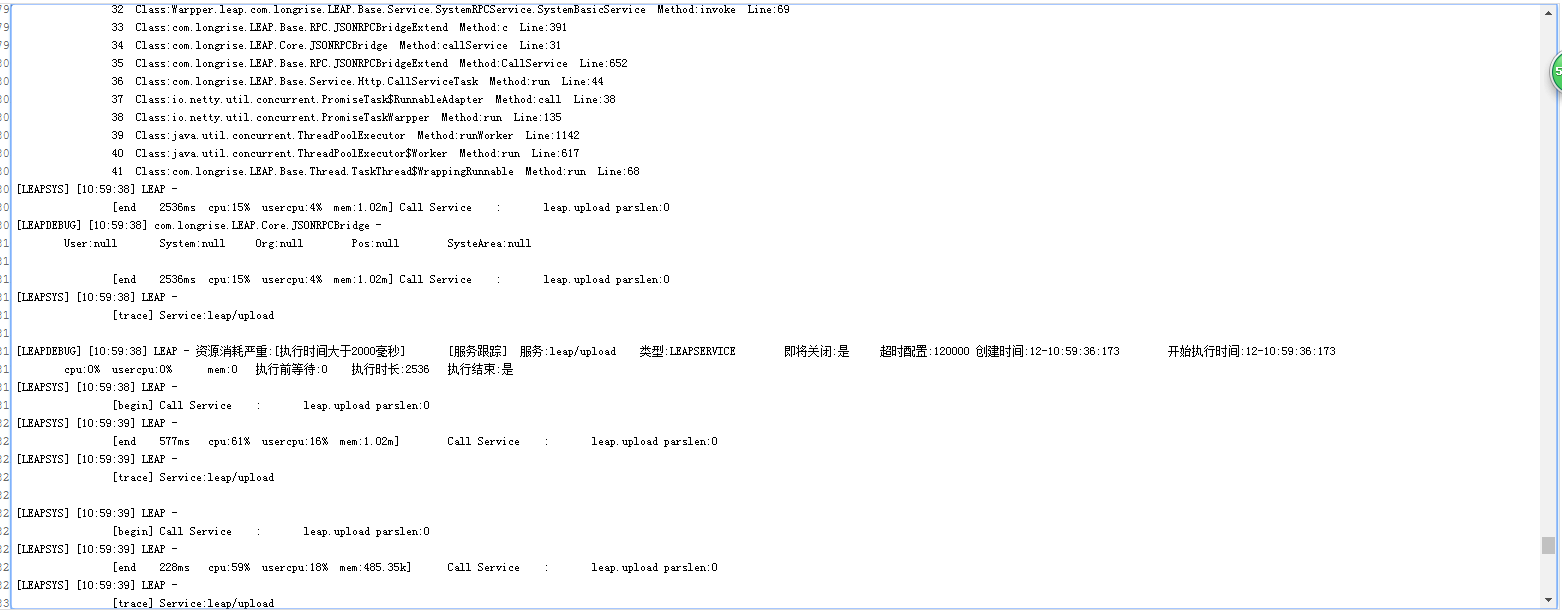 32 Class:Warpper.leap.com.longrise.LEAP.Base.Service.SystemRPCService.SystemBasicService Method:invoke Line:69
33 Class:com.longrise.LEAP.Base.RPC.JSONRPCBridgeExtend Method:c Line:391
34 Class:com.longrise.LEAP.Core.JSONRPCBridge Method:callService Line:31
35 Class:com.longrise.LEAP.Base.RPC.JSONRPCBridgeExtend Method:CallService Line:652
36 Class:com.longrise.LEAP.Base.Service.Http.CallServiceTask Method:run Line:44
37 Class:io.netty.util.concurrent.PromiseTask$RunnableAdapter Method:call Line:38
38 Class:io.netty.util.concurrent.PromiseTaskWarpper Method:run Line:135
39 Class:java.util.concurrent.ThreadPoolExecutor Method:runWorker Line:1142
40 Class:java.util.concurrent.ThreadPoolExecutor$Worker Method:run Line:617
41 Class:com.longrise.LEAP.Base.Thread.TaskThread$WrappingRunnable Method:run Line:68
[LEAPSYS] [10:59:38] LEAP -
[end 2536ms cpu:15% usercpu:4% mem:1.02m] Call Service : leap.upload parslen:0
[LEAPDEBUG] [10:59:38] com.longrise.LEAP.Core.JSONRPCBridge -
User:null System:null Org:null Pos:null SysteArea:null
[end 2536ms cpu:15% usercpu:4% mem:1.02m] Call Service : leap.upload parslen:0
[LEAPSYS] [10:59:38] LEAP -
[trace] Service:leap/upload
[LEAPDEBUG] [10:59:38] LEAP - 资源消耗严重:[执行时间大于2000毫秒] [服务跟踪] 服务:leap/upload 类型:LEAPSERVICE 即将关闭:是 超时配置:120000 创建时间:12-10:59:36:173 开始执行时间:12-10:59:36:173
cpu:0% usercpu:0% mem:0 执行前等待:0 执行时长:2536 执行结束:是
[LEAPSYS] [10:59:38] LEAP -
[begin] Call Service : leap.upload parslen:0
[LEAPSYS] [10:59:39] LEAP -
[end 577ms cpu:61% usercpu:16% mem:1.02m] Call Service : leap.upload parslen:0
[LEAPSYS] [10:59:39] LEAP -
[trace] Service:leap/upload
[LEAPSYS] [10:59:39] LEAP -
[begin] Call Service : leap.upload parslen:0
[LEAPSYS] [10:59:39] LEAP -
[end 228ms cpu:59% usercpu:18% mem:485.35k] Call Service : leap.upload parslen:0
[LEAPSYS] [10:59:39] LEAP -
[trace] Service:leap/upload